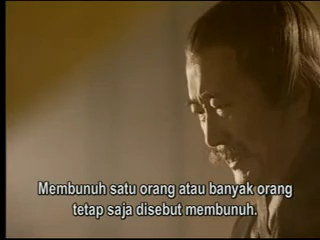 Membunuh satu orang atau banyak orang
tetap saja disebut membunuh.